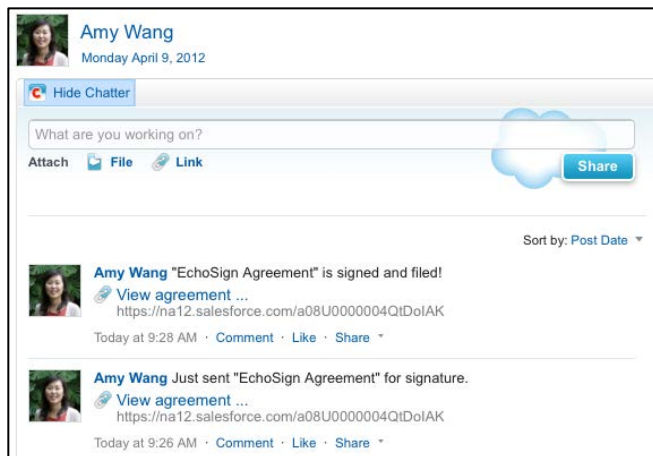 Amy Wang
Monday April 9, 2012
Hide Chatter
What are you working on?
Attach File Link
Share
Sort by: Post Date
Amy Wang "EchoSign Agreement" is signed and filed!
View agreement ...
https://na12.salesforce.com/a08U0000004QtDoIAK
Today at 9:28 AM · Comment · Like · Share
Amy Wang Just sent "EchoSign Agreement" for signature.
View agreement ...
https://na12.salesforce.com/a08U0000004QtDoIAK
Today at 9:26 AM · Comment · Like · Share